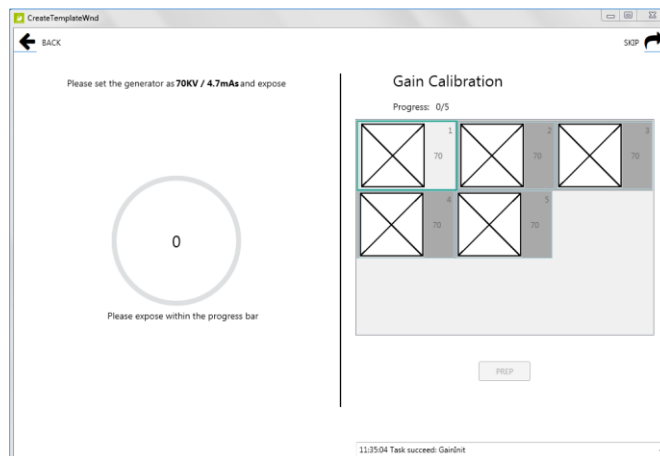 CreateTemplateWnd
BACK
SKIP
Please set the generator as 70KV / 4.7mAs and expose
0
Please expose within the progress bar
Gain Calibration
Progress: 0/5
1
70
2
70
3
70
4
70
5
70
PREP
11:35:04 Task succeed: GainInit